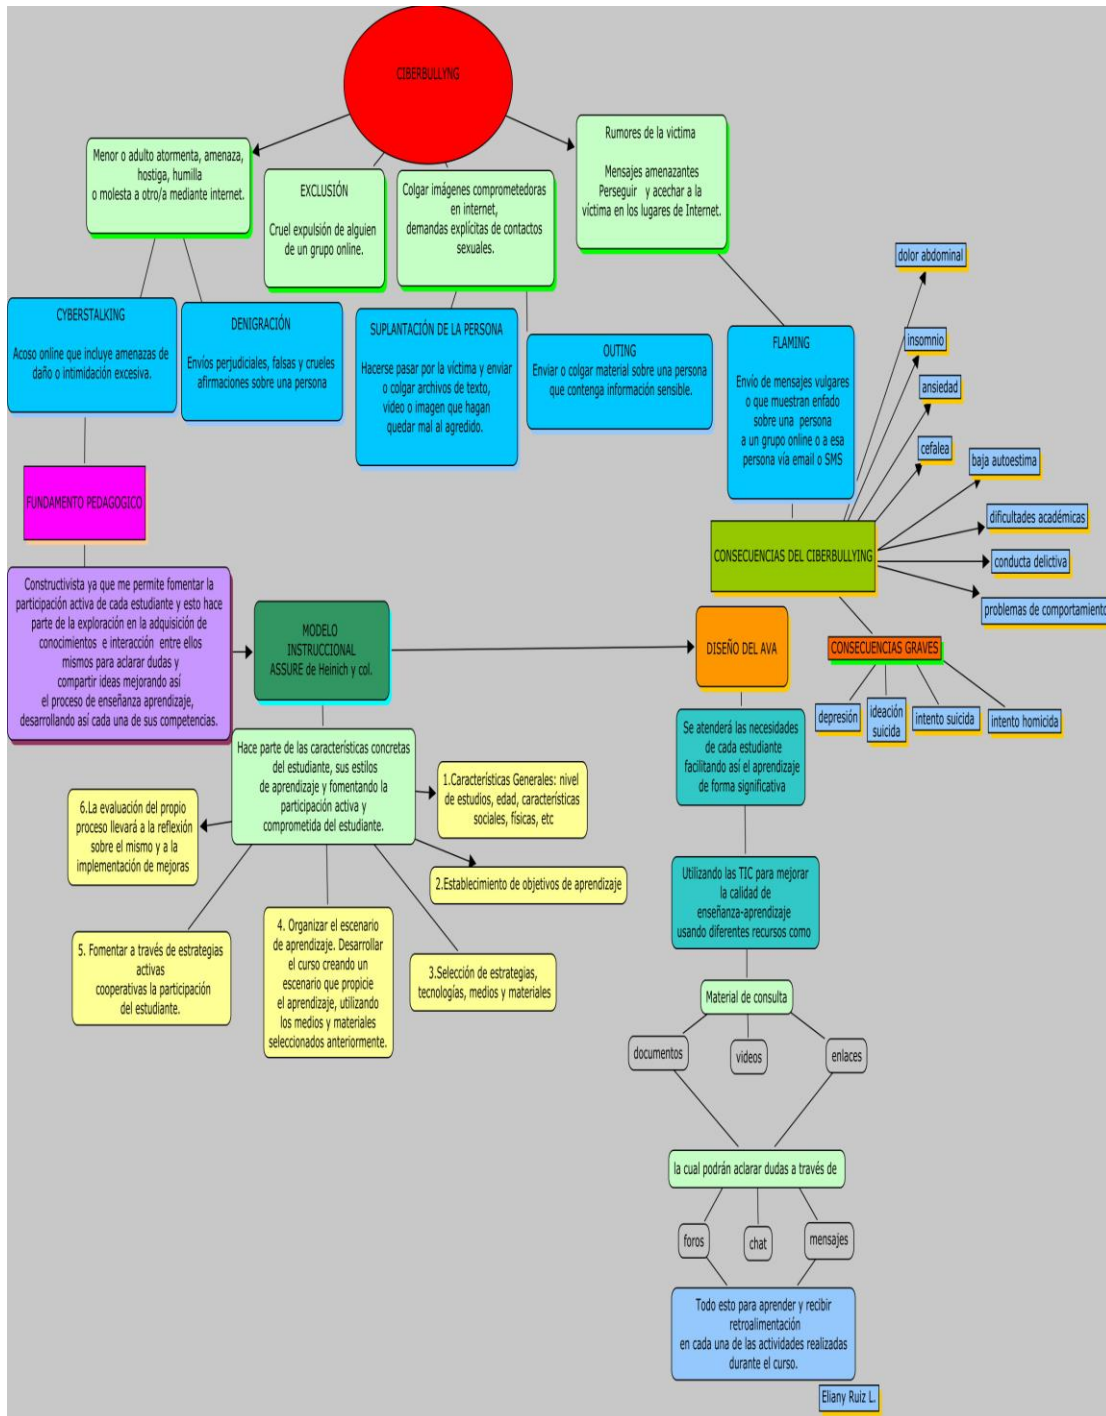 CIBERBULLYNG
Menor o adulto atormenta, amenaza,
hostiga, humilla
o molesta a otro/a mediante internet.
EXCLUSIÓN
Cruel expulsión de alguien
de un grupo online.
Colgar imágenes comprometedoras
en internet,
demandas explícitas de contactos
sexuales.
Rumores de la victima
Mensajes amenazantes
Perseguir y acechar a la
víctima en los lugares de Internet.
CYBERSTALKING
Acoso online que incluye amenazas de
daño o intimidación excesiva.
DENIGRACIÓN
Envíos perjudiciales, falsas y crueles
afirmaciones sobre una persona
SUPLANTACIÓN DE LA PERSONA
Hacerse pasar por la víctima y enviar
o colgar archivos de texto,
video o imagen que hagan
quedar mal al agredido.
OUTING
Enviar o colgar material sobre una persona
que contenga información sensible.
FLAMING
Envío de mensajes vulgares
o que muestran enfado
sobre una persona
a un grupo online o a esa
persona vía email o SMS
dolor abdominal
insomnio
ansiedad
cefalea
baja autoestima
dificultades académicas
conducta delictiva
problemas de comportamiento
CONSECUENCIAS DEL CIBERBULLYING
CONSECUENCIAS GRAVES
depresión
ideación
suicida
intento suicida
intento homicida
FUNDAMENTO PEDAGOGICO
Constructivista ya que me permite fomentar la
participación activa de cada estudiante y esto hace
parte de la exploración en la adquisición de
conocimientos e interacción entre ellos
mismos para aclarar dudas y
compartir ideas mejorando así
el proceso de enseñanza aprendizaje,
desarrollando así cada una de sus competencias.
MODELO
INSTRUCCIONAL
ASSURE de Heinich y col.
DISEÑO DEL AVA
Hace parte de las características concretas
del estudiante, sus estilos
de aprendizaje y fomentando la
participación activa y
comprometida del estudiante.
1.Características Generales: nivel
de estudios, edad, características
sociales, físicas, etc
2.Establecimiento de objetivos de aprendizaje
3.Selección de estrategias,
tecnologías, medios y materiales
4. Organizar el escenario
de aprendizaje. Desarrollar
el curso creando un
escenario que propicie
el aprendizaje, utilizando
los medios y materiales
seleccionados anteriormente.
5. Fomentar a través de estrategias
activas
cooperativas la participación
del estudiante.
6.La evaluación del propio
proceso llevará a la reflexión
sobre el mismo y a la
implementación de mejoras
Se atenderá las necesidades
de cada estudiante
facilitando así el aprendizaje
de forma significativa
Utilizando las TIC para mejorar
la calidad de
enseñanza-aprendizaje
usando diferentes recursos como
Material de consulta
documentos
videos
enlaces
la cual podrán aclarar dudas a través de
foros
chat
mensajes
Todo esto para aprender y recibir
retroalimentación
en cada una de las actividades realizadas
durante el curso.
Eliany Ruiz L.